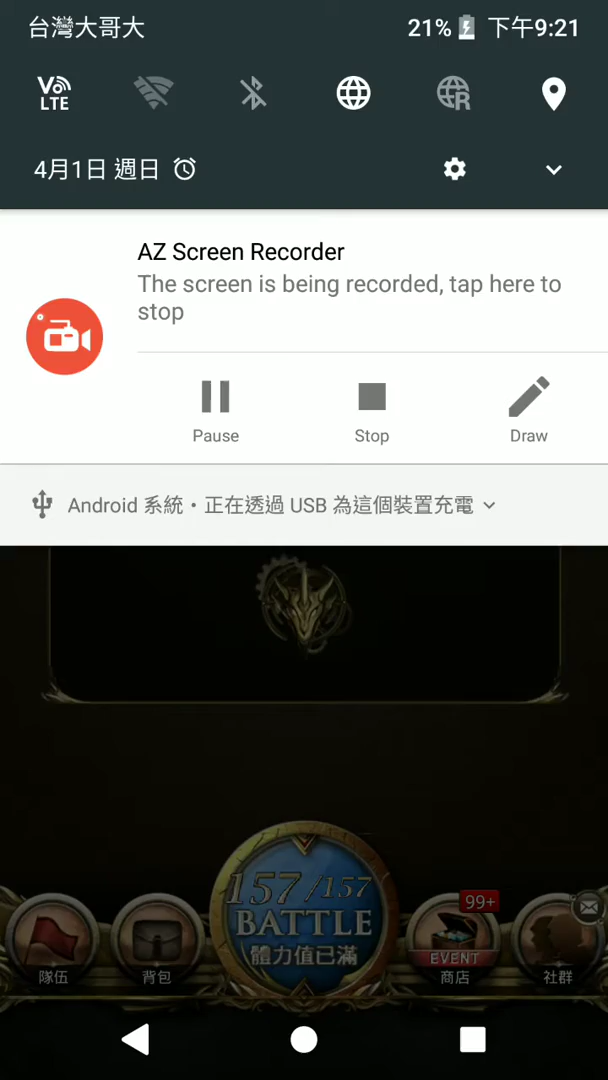 台灣大哥大
21% 下午9:21
Vo LTE
R
4月1日 週日
AZ Screen Recorder
The screen is being recorded, tap here to
stop
Pause Stop Draw
Android 系統 • 正在透過 USB 為這個裝置充電
157/157
BATTLE
體力值已滿
99+
EVENT
隊伍 背包 商店 社群